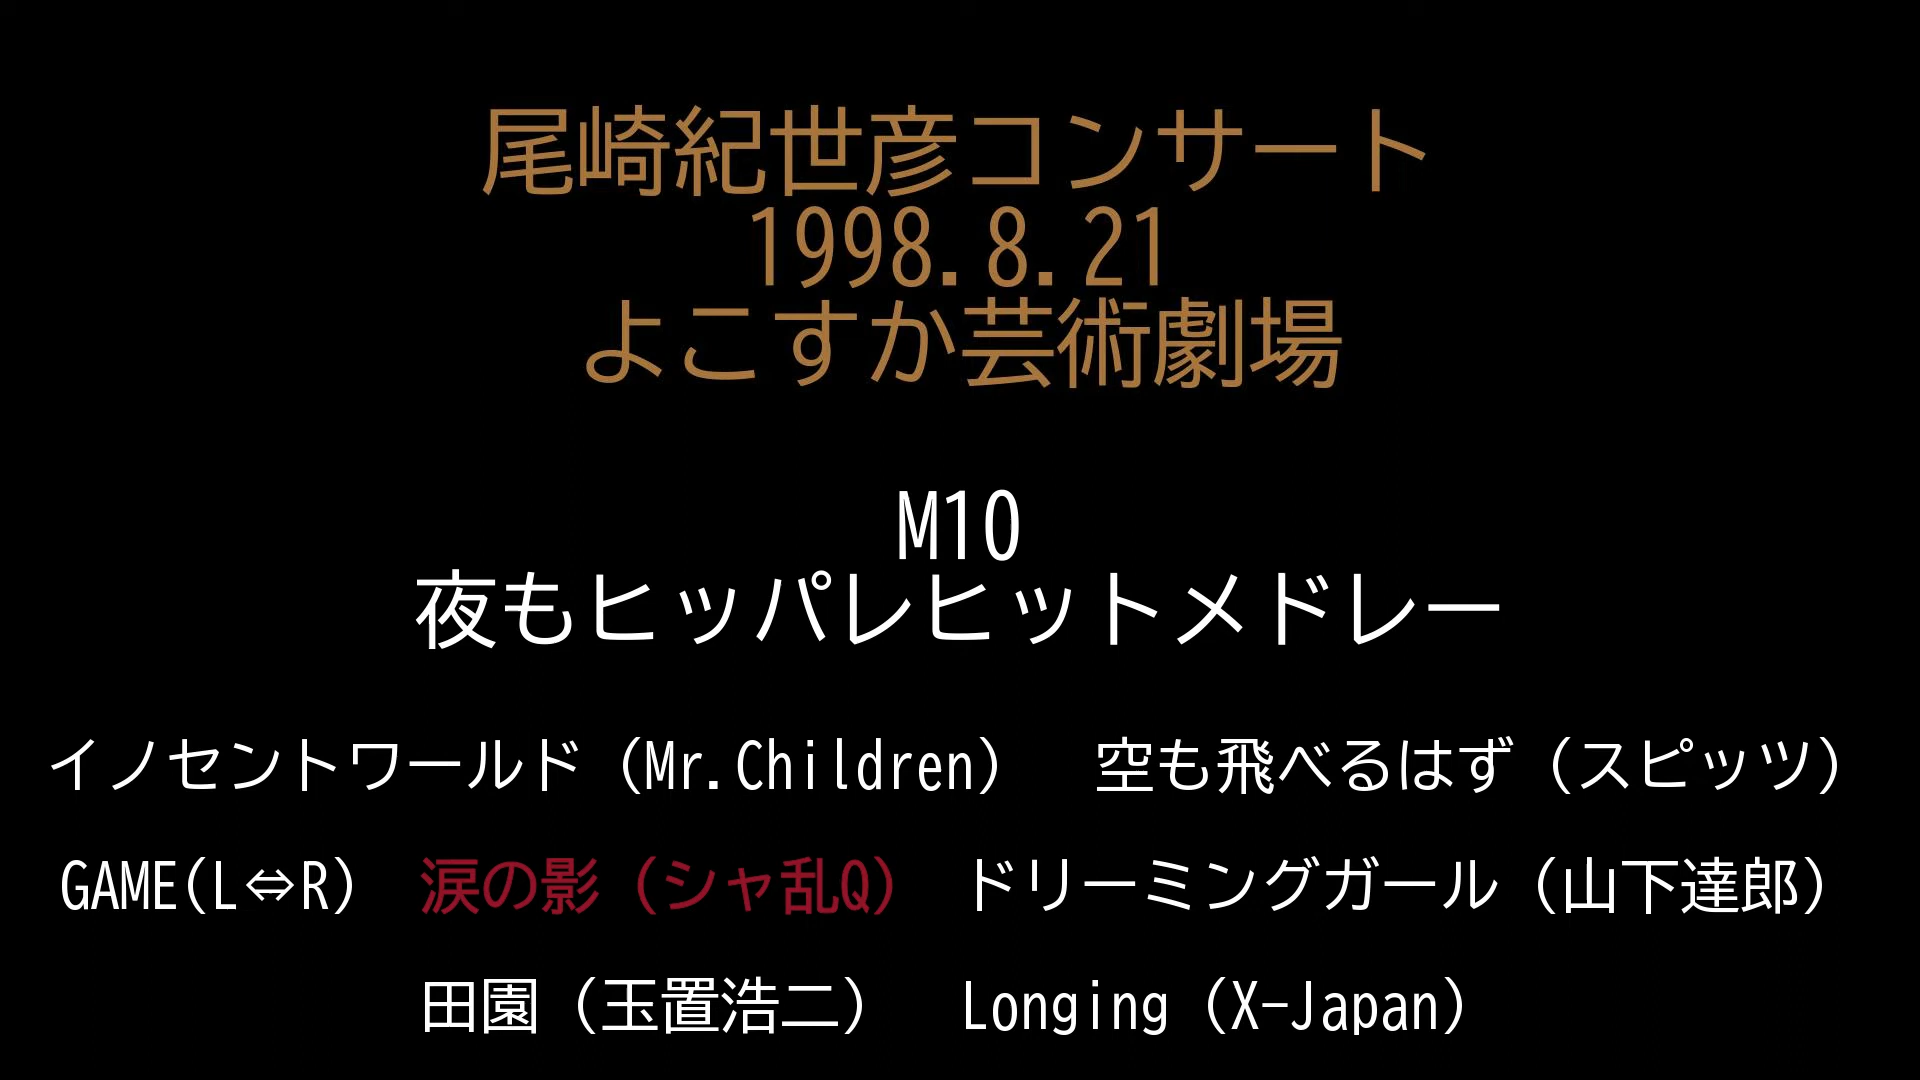 尾崎紀世彦コンサート
1998.8.21
よこすか芸術劇場
M10
夜もヒッパレヒットメドレー
イノセントワールド（Mr.Children）　空も飛べるはず（スピッツ）
GAME(L⇔R)　涙の影（シャ乱Q）　ドリーミングガール（山下達郎）
田園（玉置浩二）　Longing（X-Japan）